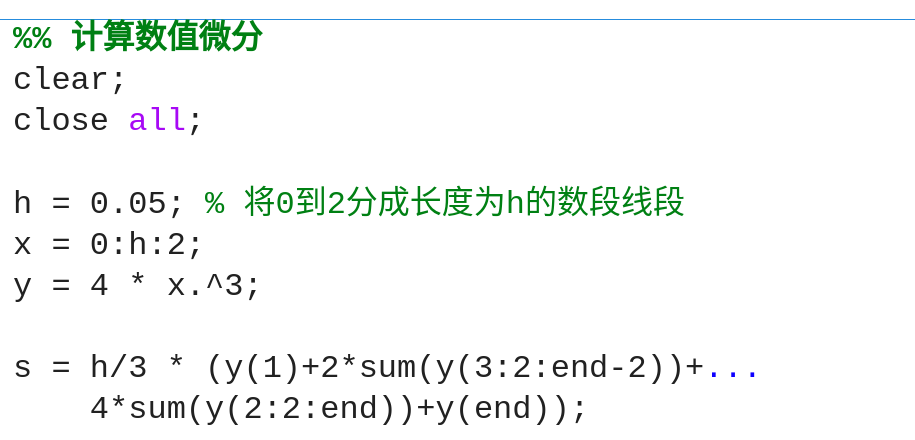 %% 计算数值微分
clear;
close all;
h = 0.05; % 将0到2分成长度为h的数段线段
x = 0:h:2;
y = 4 * x.^3;
s = h/3 * (y(1)+2*sum(y(3:2:end-2))+...
4*sum(y(2:2:end))+y(end));